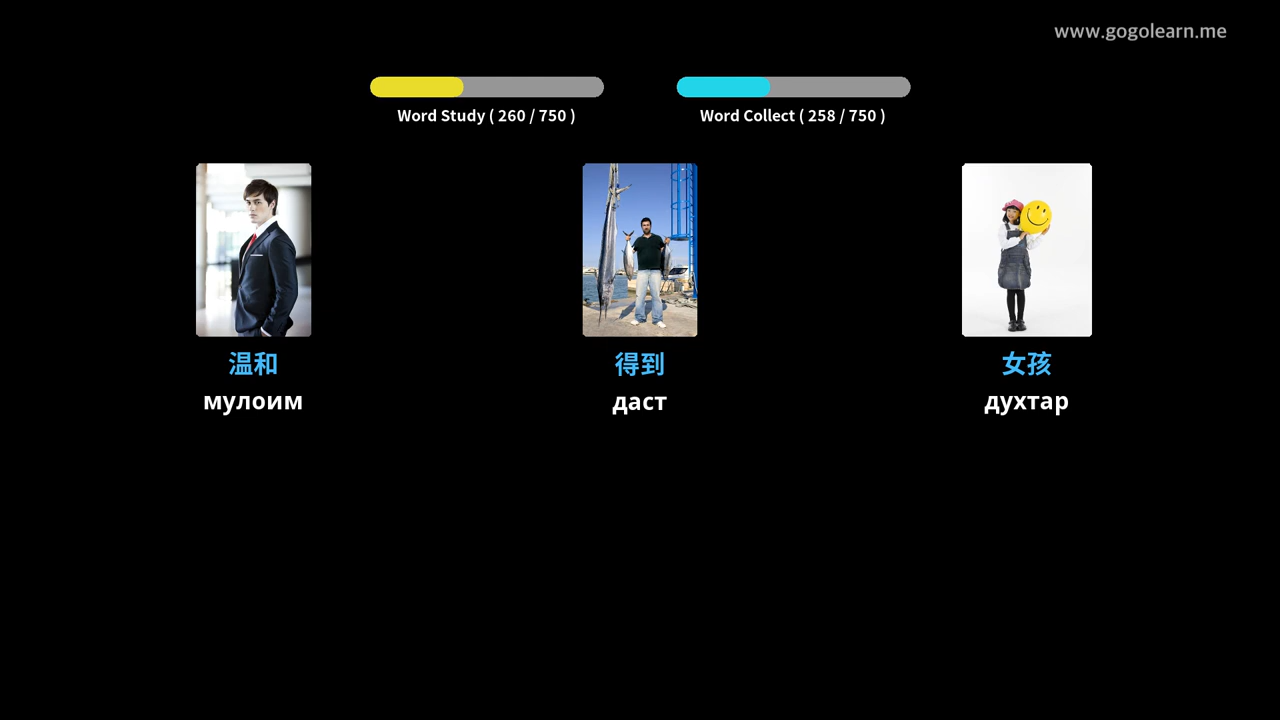 www.gogolearn.me
Word Study ( 260 / 750 )
Word Collect ( 258 / 750 )
温和
得到
女孩
мулоим
даст
духтар